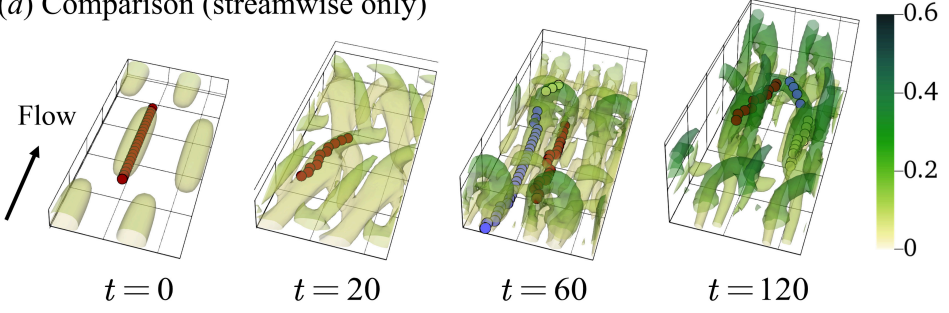 (a) Comparison (streamwise only)
Flow
0.6
0.4
0.2
0
t = 0
t = 20
t = 60
t = 120